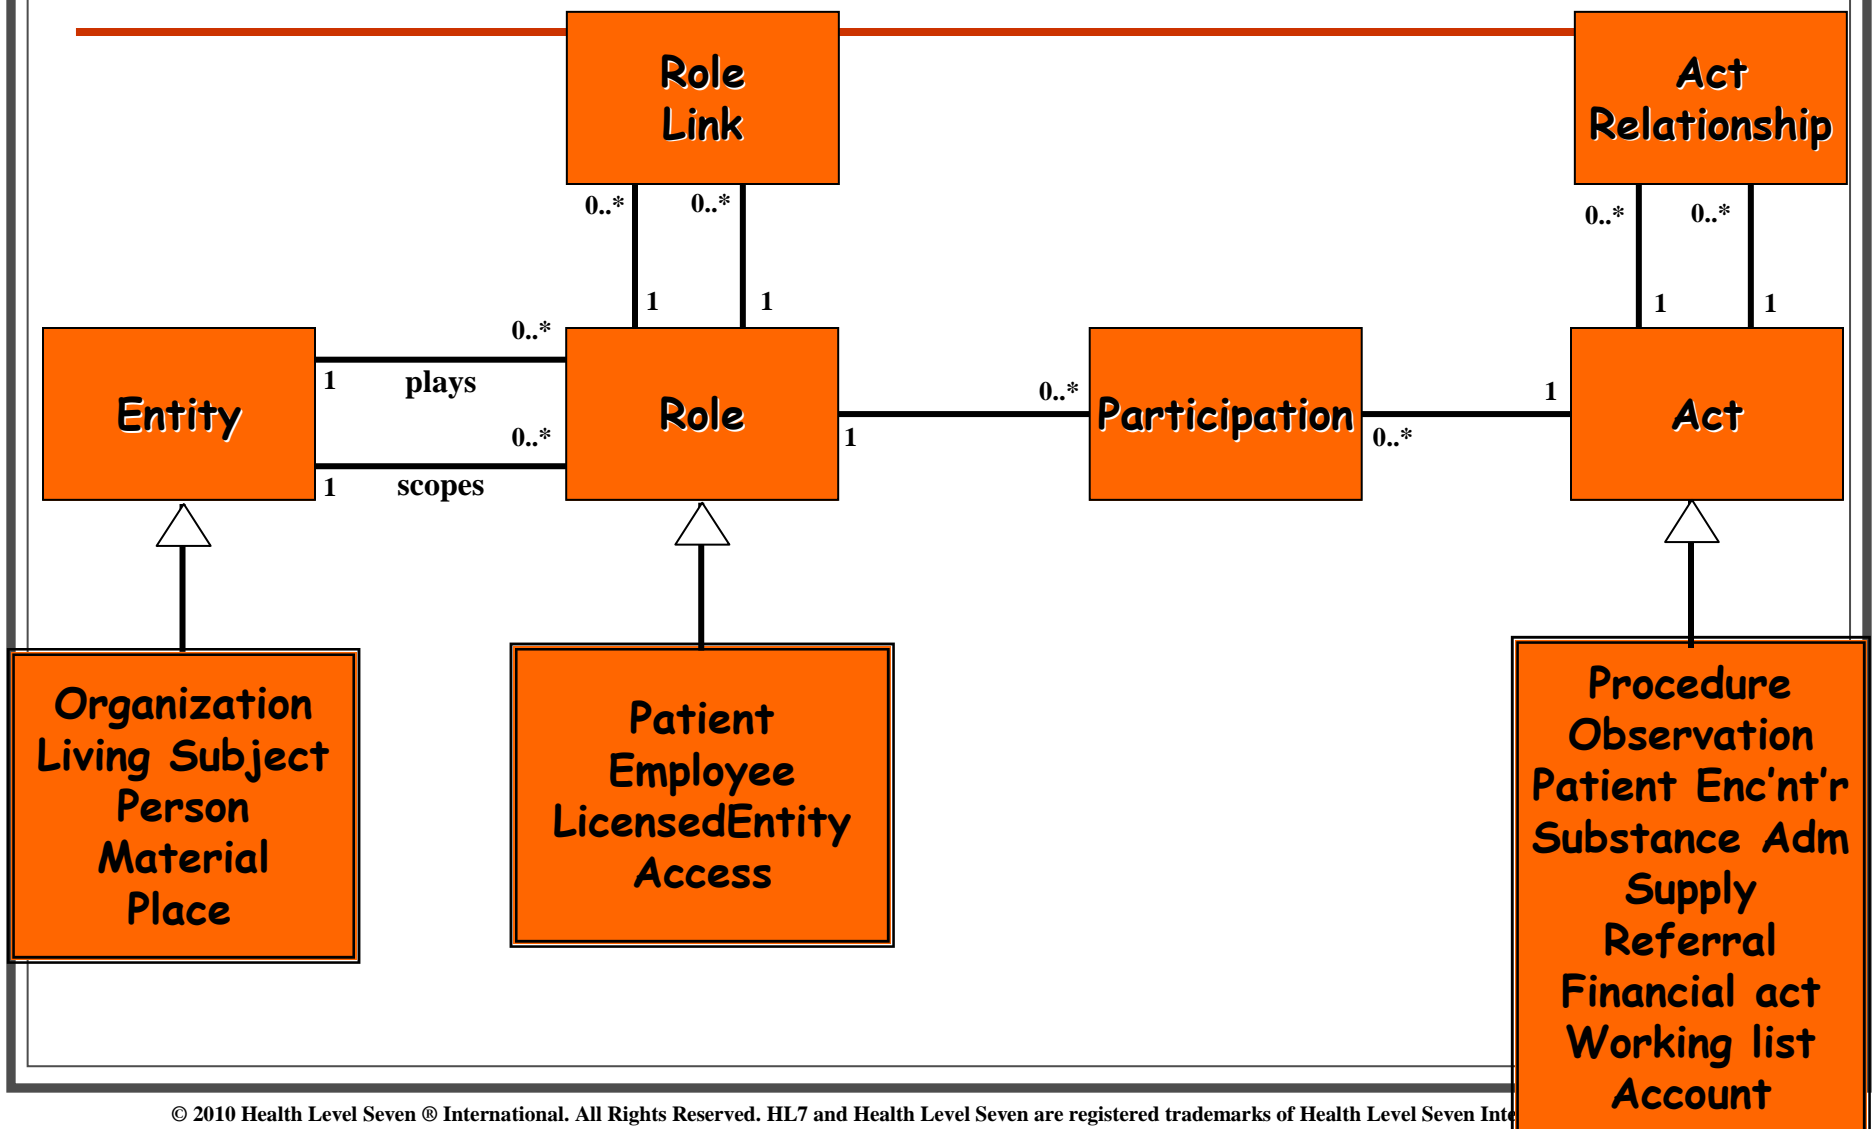 Role
Link
Act
Relationship
0..*
0..*
0..*
0..*
1
1
1
1
0..*
1
plays
Entity
0..*
1
scopes
Role
1
0..*
Participation
0..*
1
Act
Organization
Living Subject
Person
Material
Place
Patient
Employee
LicensedEntity
Access
Procedure
Observation
Patient Enc’nt’r
Substance Adm
Supply
Referral
Financial act
Working list
Account
© 2010 Health Level Seven ® International. All Rights Reserved. HL7 and Health Level Seven are registered trademarks of Health Level Seven